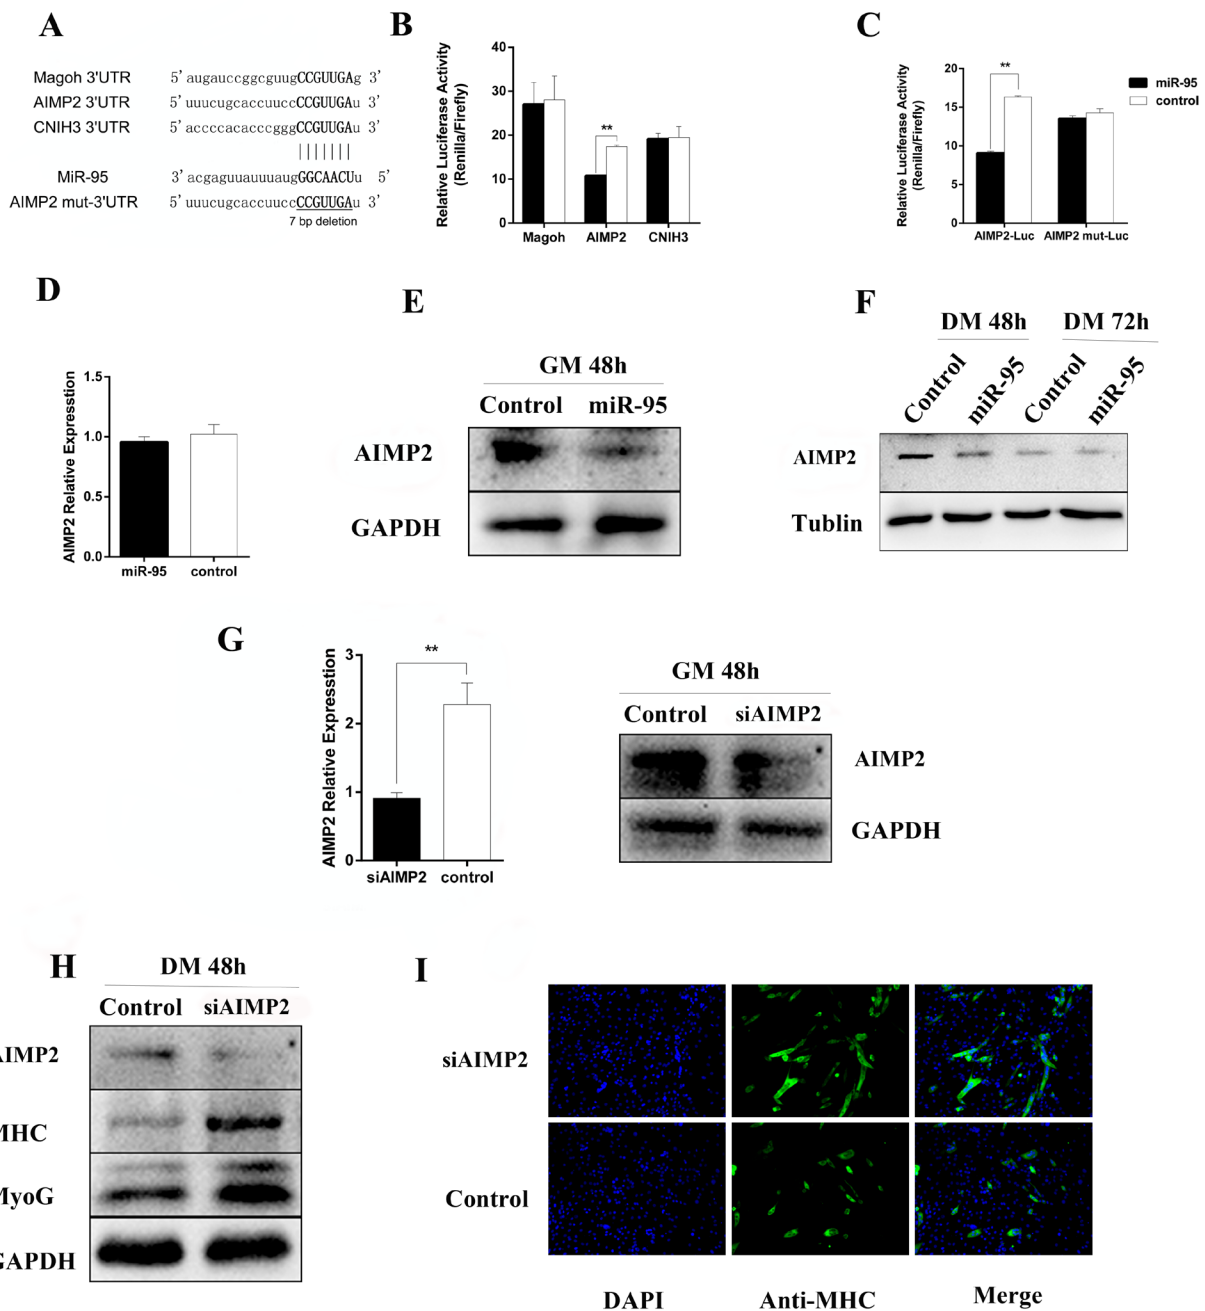 A
Magoh 3'UTR 5' augauccggcguugCCGUUGAg 3'
AIMP2 3'UTR 5' uuucugcaccuuccCCGUUGAu 3'
CNIH3 3'UTR 5' accccacacccgggCCGUUGAu 3'
MiR-95 3' acgaguuauuuaugGGCAACUu 5'
AIMP2 mut-3'UTR 5' uuucugcaccuuccCCGUUGAu 3'
7 bp deletion
B
Relative Luciferase Activity
(Renilla/Firefly)
40
30
20
10
0
**
Magoh AIMP2 CNIH3
C
Relative Luciferase Activity
(Renilla/Firefly)
20
15
10
5
0
**
miR-95
control
AIMP2-Luc AIMP2 mut-Luc
D
AIMP2 Relative Expresstion
1.5
1.0
0.5
0.0
miR-95 control
E
GM 48h
Control miR-95
AIMP2
GAPDH
F
DM 48h DM 72h
Control miR-95 Control miR-95
AIMP2
Tublin
G
AIMP2 Relative Expresstion
3
2
1
0
**
siAIMP2 control
GM 48h
Control siAIMP2
AIMP2
GAPDH
H
DM 48h
Control siAIMP2
AIMP2
MHC
MyoG
GAPDH
I
siAIMP2
Control
DAPI Anti-MHC Merge